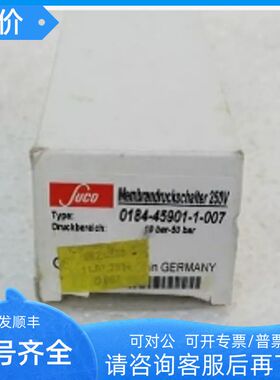 价
Suco
Membrandruckschalter 250V
Type:
0184-45901-1-007
Druckbereich:
10 bar-50 bar
in GERMANY
发顺丰
可对公 可开专票/普票
号齐全
请咨询客服后再下